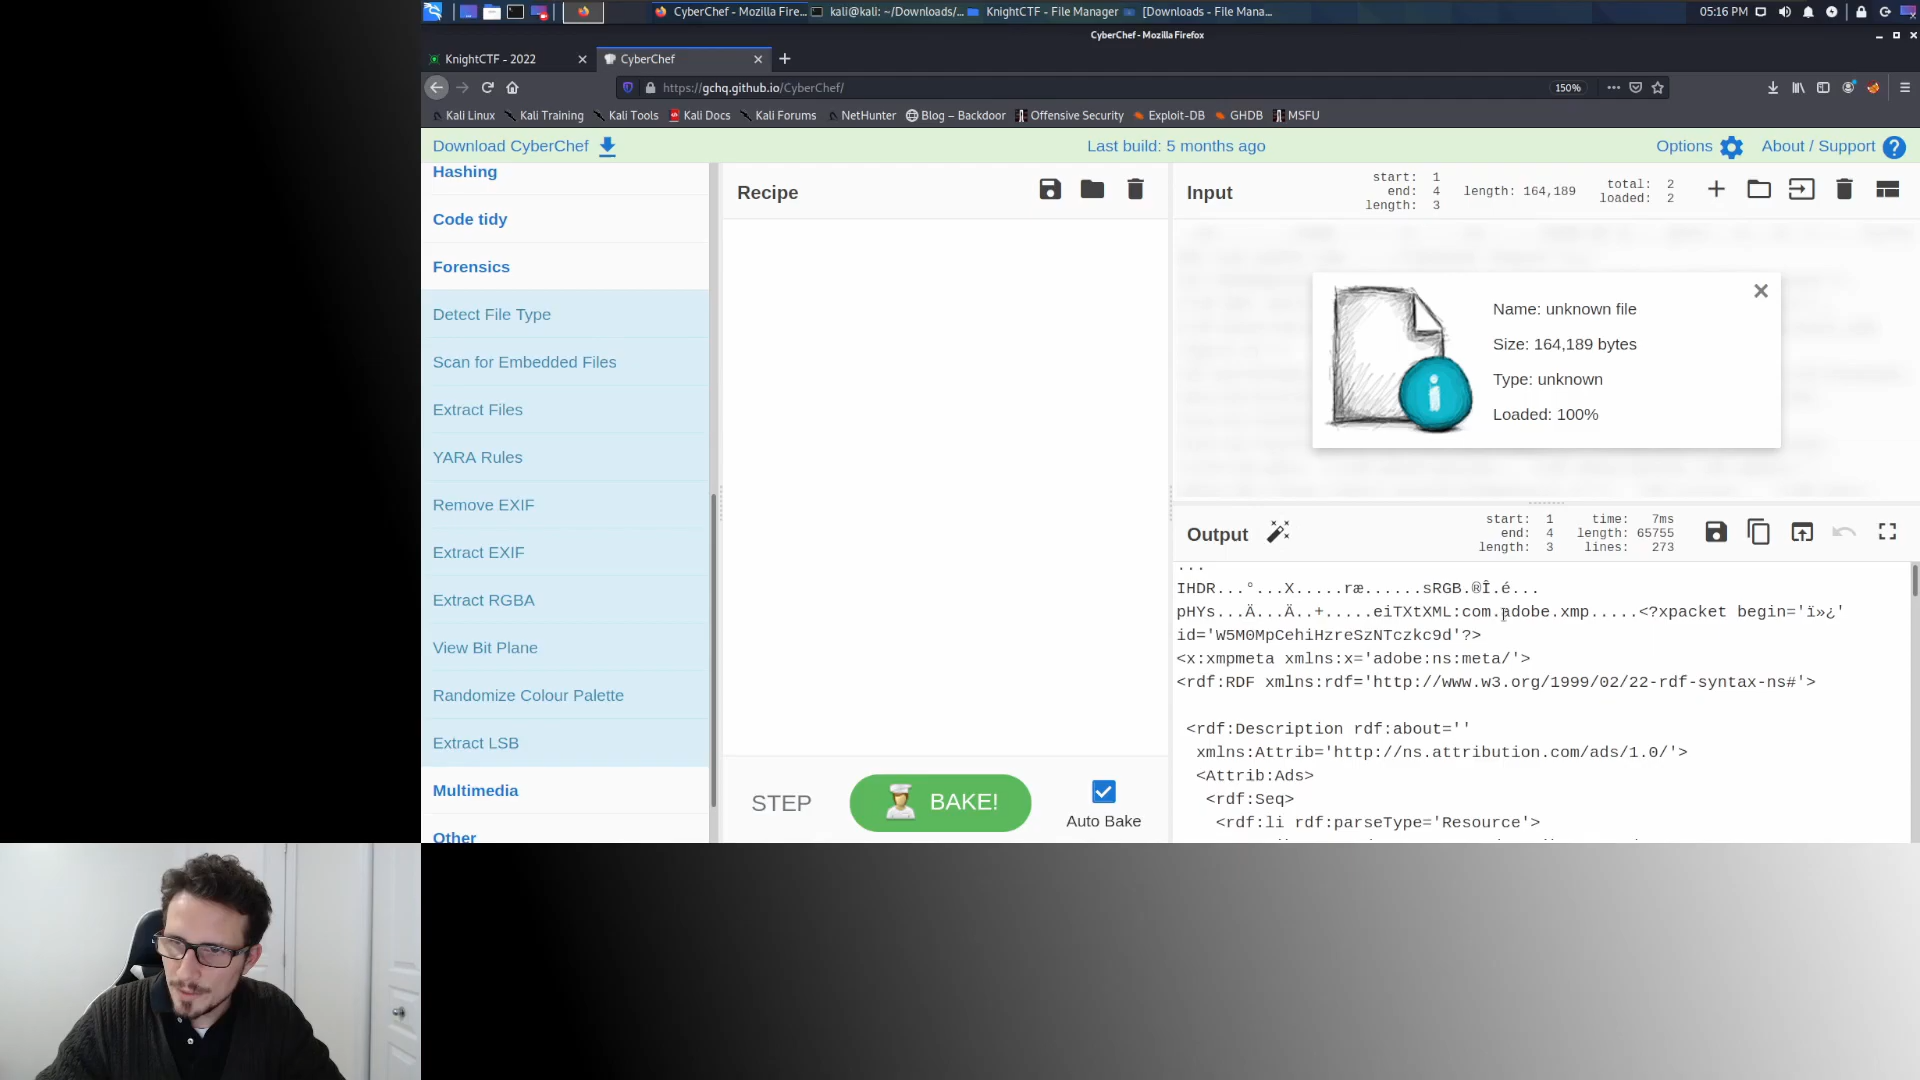 CyberChef - Mozilla Fire... kali@kali: ~/Downloads/... KnightCTF - File Manager [Downloads - File Mana... 05:16 PM
CyberChef - Mozilla Firefox
KnightCTF - 2022 CyberChef
https://gchq.github.io/CyberChef/ 150%
Kali Linux Kali Training Kali Tools Kali Docs Kali Forums NetHunter Blog – Backdoor Offensive Security Exploit-DB GHDB MSFU
Download CyberChef Last build: 5 months ago Options About / Support
Hashing
Code tidy
Forensics
Detect File Type
Scan for Embedded Files
Extract Files
YARA Rules
Remove EXIF
Extract EXIF
Extract RGBA
View Bit Plane
Randomize Colour Palette
Extract LSB
Multimedia
Other
Recipe
STEP BAKE! Auto Bake
Input
start: 1
end: 4
length: 3
length: 164,189
total: 2
loaded: 2
Name: unknown file
Size: 164,189 bytes
Type: unknown
Loaded: 100%
Output
start: 1
end: 4
length: 3
time: 7ms
length: 65755
lines: 273
...
IHDR...°...X.....ræ......sRGB.®Î.é...
pHYs...Ä...Ä..+.....eiTXtXML:com.adobe.xmp.....<?xpacket begin='ï»¿'
id='W5M0MpCehiHzreSzNTczkc9d'?>
<x:xmpmeta xmlns:x='adobe:ns:meta/'>
<rdf:RDF xmlns:rdf='http://www.w3.org/1999/02/22-rdf-syntax-ns#'>
<rdf:Description rdf:about=''
xmlns:Attrib='http://ns.attribution.com/ads/1.0/'>
<Attrib:Ads>
<rdf:Seq>
<rdf:li rdf:parseType='Resource'>